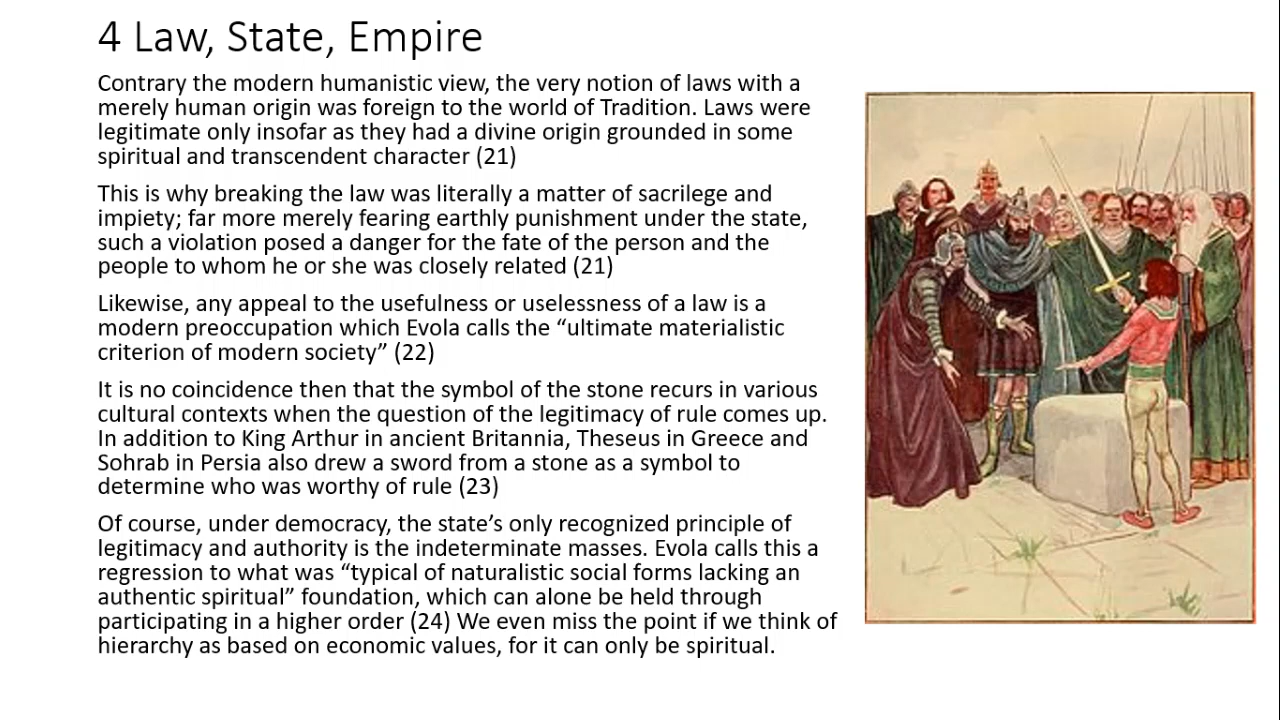 4 Law, State, Empire
Contrary the modern humanistic view, the very notion of laws with a
merely human origin was foreign to the world of Tradition. Laws were
legitimate only insofar as they had a divine origin grounded in some
spiritual and transcendent character (21)
This is why breaking the law was literally a matter of sacrilege and
impiety; far more merely fearing earthly punishment under the state,
such a violation posed a danger for the fate of the person and the
people to whom he or she was closely related (21)
Likewise, any appeal to the usefulness or uselessness of a law is a
modern preoccupation which Evola calls the “ultimate materialistic
criterion of modern society” (22)
It is no coincidence then that the symbol of the stone recurs in various
cultural contexts when the question of the legitimacy of rule comes up.
In addition to King Arthur in ancient Britannia, Theseus in Greece and
Sohrab in Persia also drew a sword from a stone as a symbol to
determine who was worthy of rule (23)
Of course, under democracy, the state’s only recognized principle of
legitimacy and authority is the indeterminate masses. Evola calls this a
regression to what was “typical of naturalistic social forms lacking an
authentic spiritual” foundation, which can alone be held through
participating in a higher order (24) We even miss the point if we think of
hierarchy as based on economic values, for it can only be spiritual.